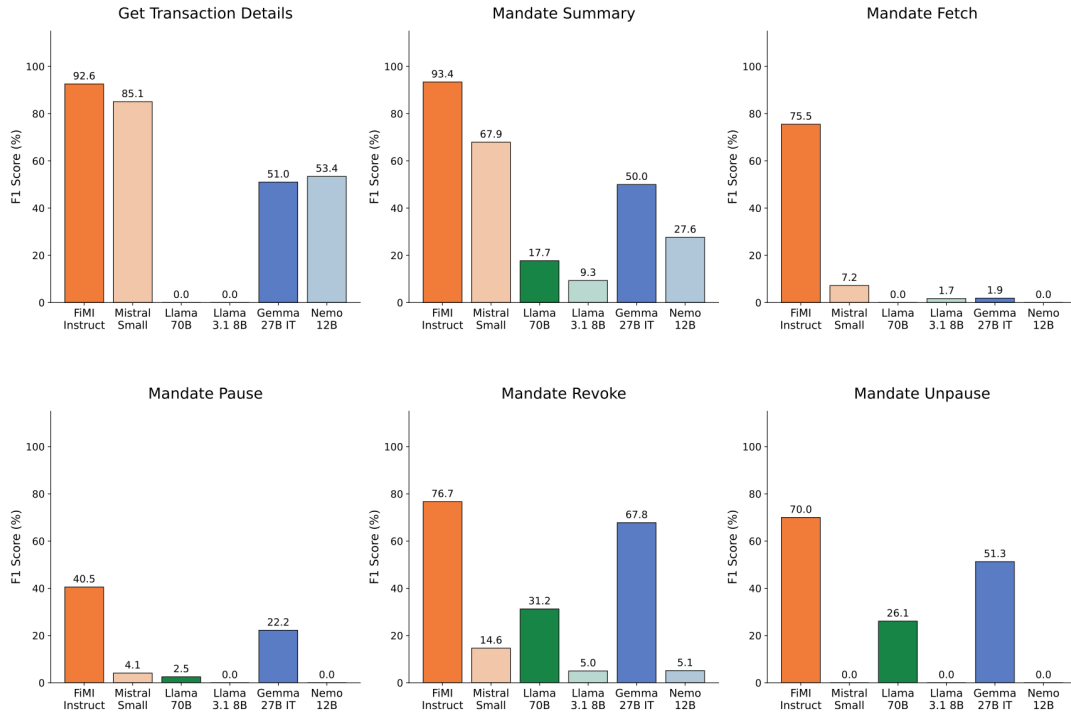 Get Transaction Details
F1 Score (%)
100
80
60
40
20
0
92.6
85.1
0.0
0.0
51.0
53.4
FiMI Instruct
Mistral Small
Llama 70B
Llama 3.1 8B
Gemma 27B IT
Nemo 12B
Mandate Summary
F1 Score (%)
100
80
60
40
20
0
93.4
67.9
17.7
9.3
50.0
27.6
FiMI Instruct
Mistral Small
Llama 70B
Llama 3.1 8B
Gemma 27B IT
Nemo 12B
Mandate Fetch
F1 Score (%)
100
80
60
40
20
0
75.5
7.2
0.0
1.7
1.9
0.0
FiMI Instruct
Mistral Small
Llama 70B
Llama 3.1 8B
Gemma 27B IT
Nemo 12B
Mandate Pause
F1 Score (%)
100
80
60
40
20
0
40.5
4.1
2.5
0.0
22.2
0.0
FiMI Instruct
Mistral Small
Llama 70B
Llama 3.1 8B
Gemma 27B IT
Nemo 12B
Mandate Revoke
F1 Score (%)
100
80
60
40
20
0
76.7
14.6
31.2
5.0
67.8
5.1
FiMI Instruct
Mistral Small
Llama 70B
Llama 3.1 8B
Gemma 27B IT
Nemo 12B
Mandate Unpause
F1 Score (%)
100
80
60
40
20
0
70.0
0.0
26.1
0.0
51.3
0.0
FiMI Instruct
Mistral Small
Llama 70B
Llama 3.1 8B
Gemma 27B IT
Nemo 12B